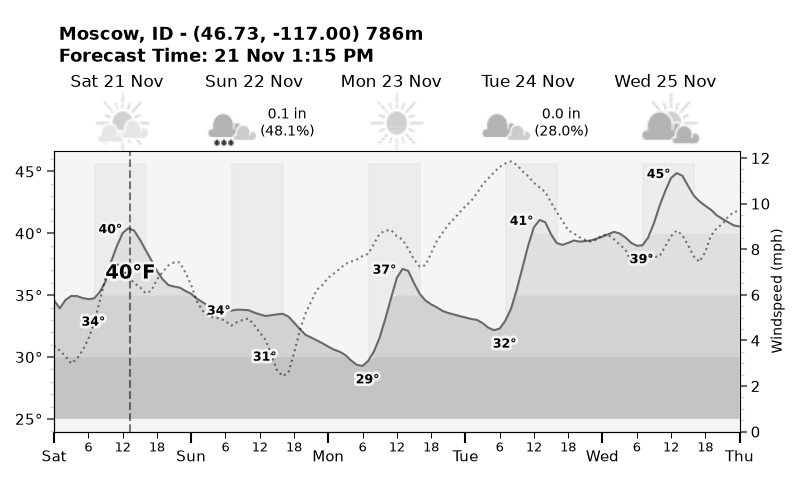 Moscow, ID - (46.73, -117.00) 786m
Forecast Time: 21 Nov 1:15 PM
Sat 21 Nov Sun 22 Nov Mon 23 Nov Tue 24 Nov Wed 25 Nov
0.1 in 0.0 in
(48.1%) (28.0%)
45° 40° 35° 30° 25°
40° 34° 40°F 34° 31° 29° 37° 32° 41° 39° 45°
12 10 8 6 4 2 0
Windspeed (mph)
6 12 18 6 12 18 6 12 18 6 12 18 6 12 18
Sat Sun Mon Tue Wed Thu